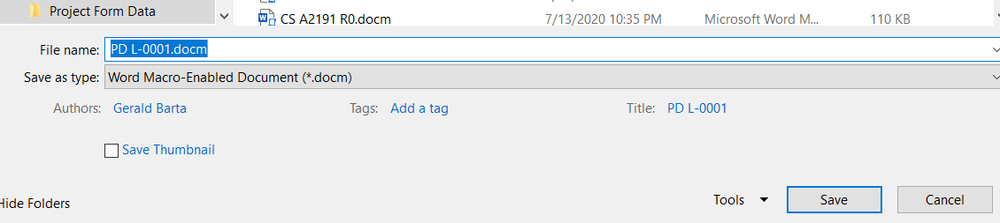 Project Form Data
CS A2191 R0.docm 7/13/2020 10:35 PM Microsoft Word M... 110 KB
File name: PD L-0001.docm
Save as type: Word Macro-Enabled Document (*.docm)
Authors: Gerald Barta Tags: Add a tag Title: PD L-0001
Save Thumbnail
Hide Folders Tools Save Cancel